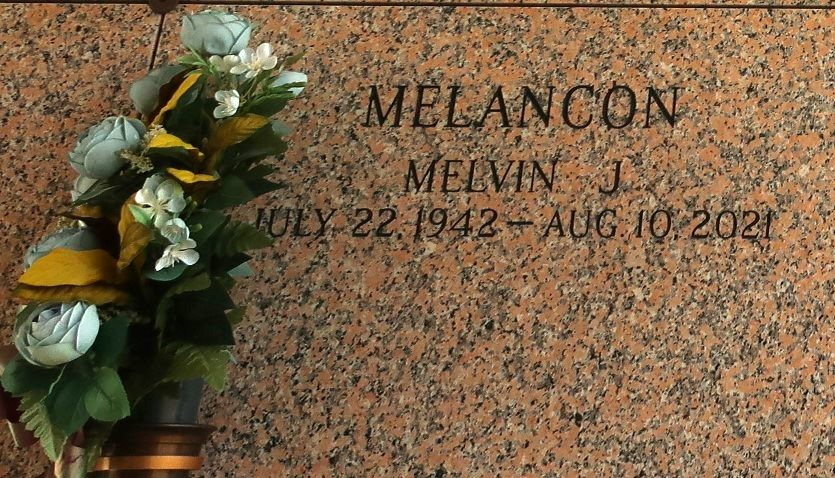 MELANCON
MELVIN J
JULY 22 1942 – AUG 10 2021